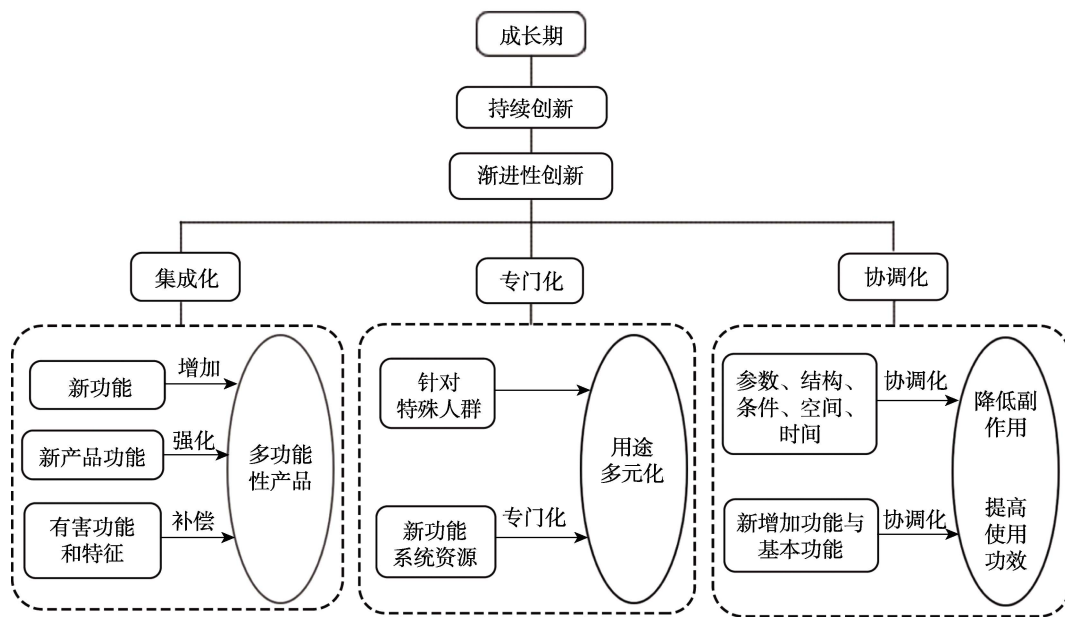 成长期
持续创新
渐进性创新
集成化
专门化
协调化
新功能
增加
新产品功能
强化
有害功能
和特征
补偿
多功能
性产品
针对
特殊人群
新功能
系统资源
专门化
用途
多元化
参数、结构、
条件、空间、
时间
协调化
新增加功能与
基本功能
协调化
降低副
作用
提高
使用
功效